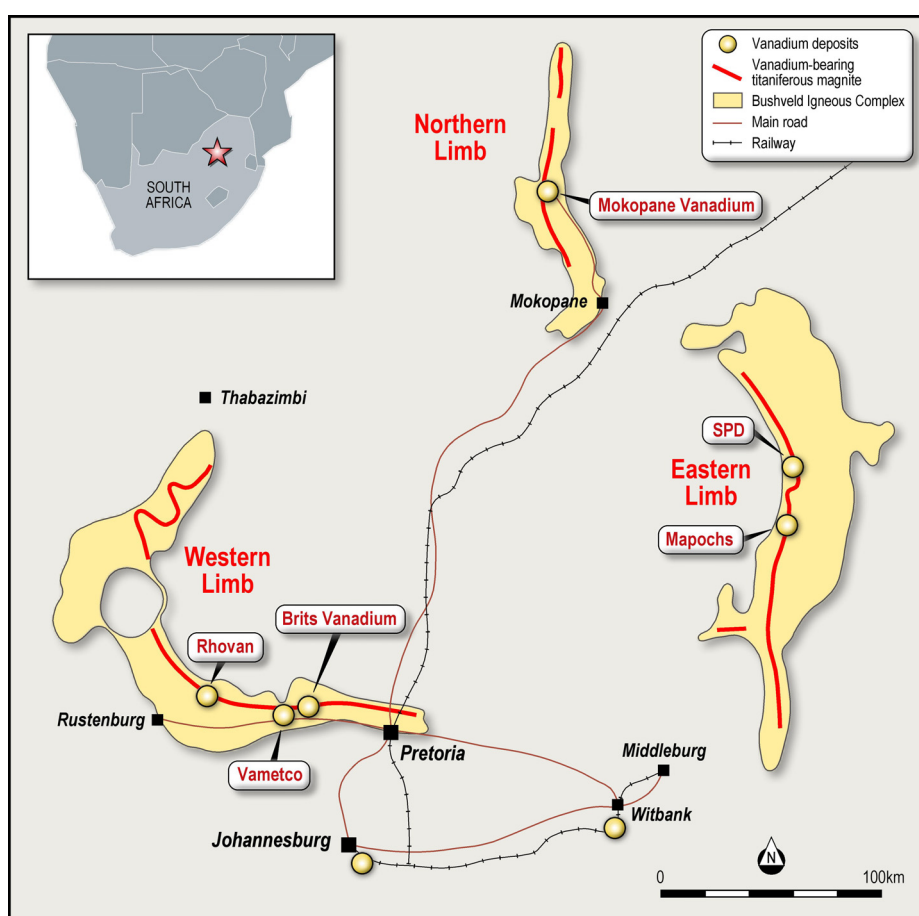 SOUTH
AFRICA
Vanadium deposits
Vanadium-bearing
titaniferous magnite
Bushveld Igneous Complex
Main road
Railway
Northern
Limb
Mokopane Vanadium
Mokopane
Thabazimbi
SPD
Eastern
Limb
Mapochs
Western
Limb
Brits Vanadium
Rhovan
Rustenburg
Vametco
Pretoria
Middleburg
Witbank
Johannesburg
N
0 100km